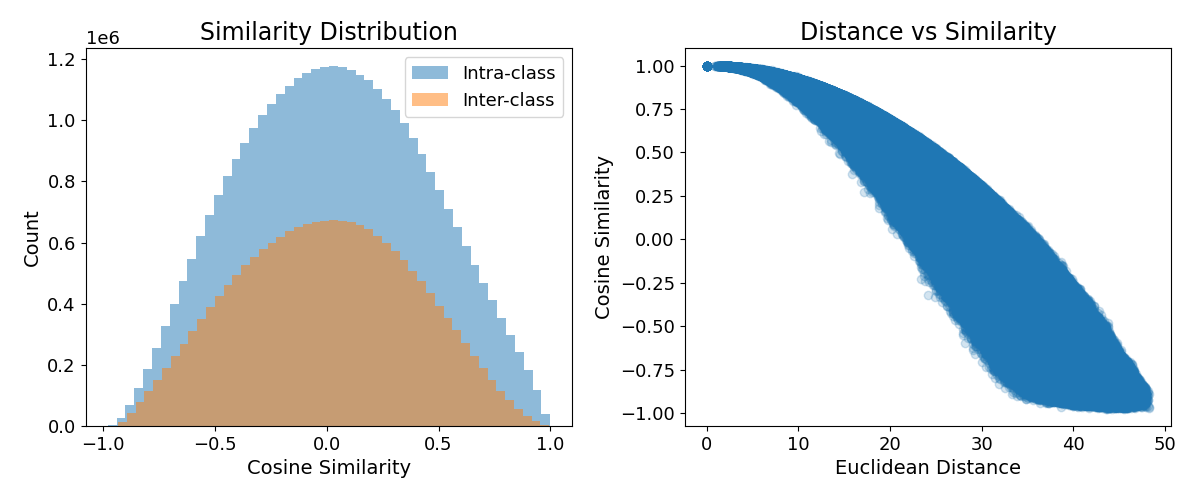 Similarity Distribution
1e6
1.2
1.0
0.8
0.6
0.4
0.2
0.0
Count
Intra-class
Inter-class
−1.0 −0.5 0.0 0.5 1.0
Cosine Similarity
Distance vs Similarity
1.00
0.75
0.50
0.25
0.00
−0.25
−0.50
−0.75
−1.00
Cosine Similarity
0 10 20 30 40 50
Euclidean Distance